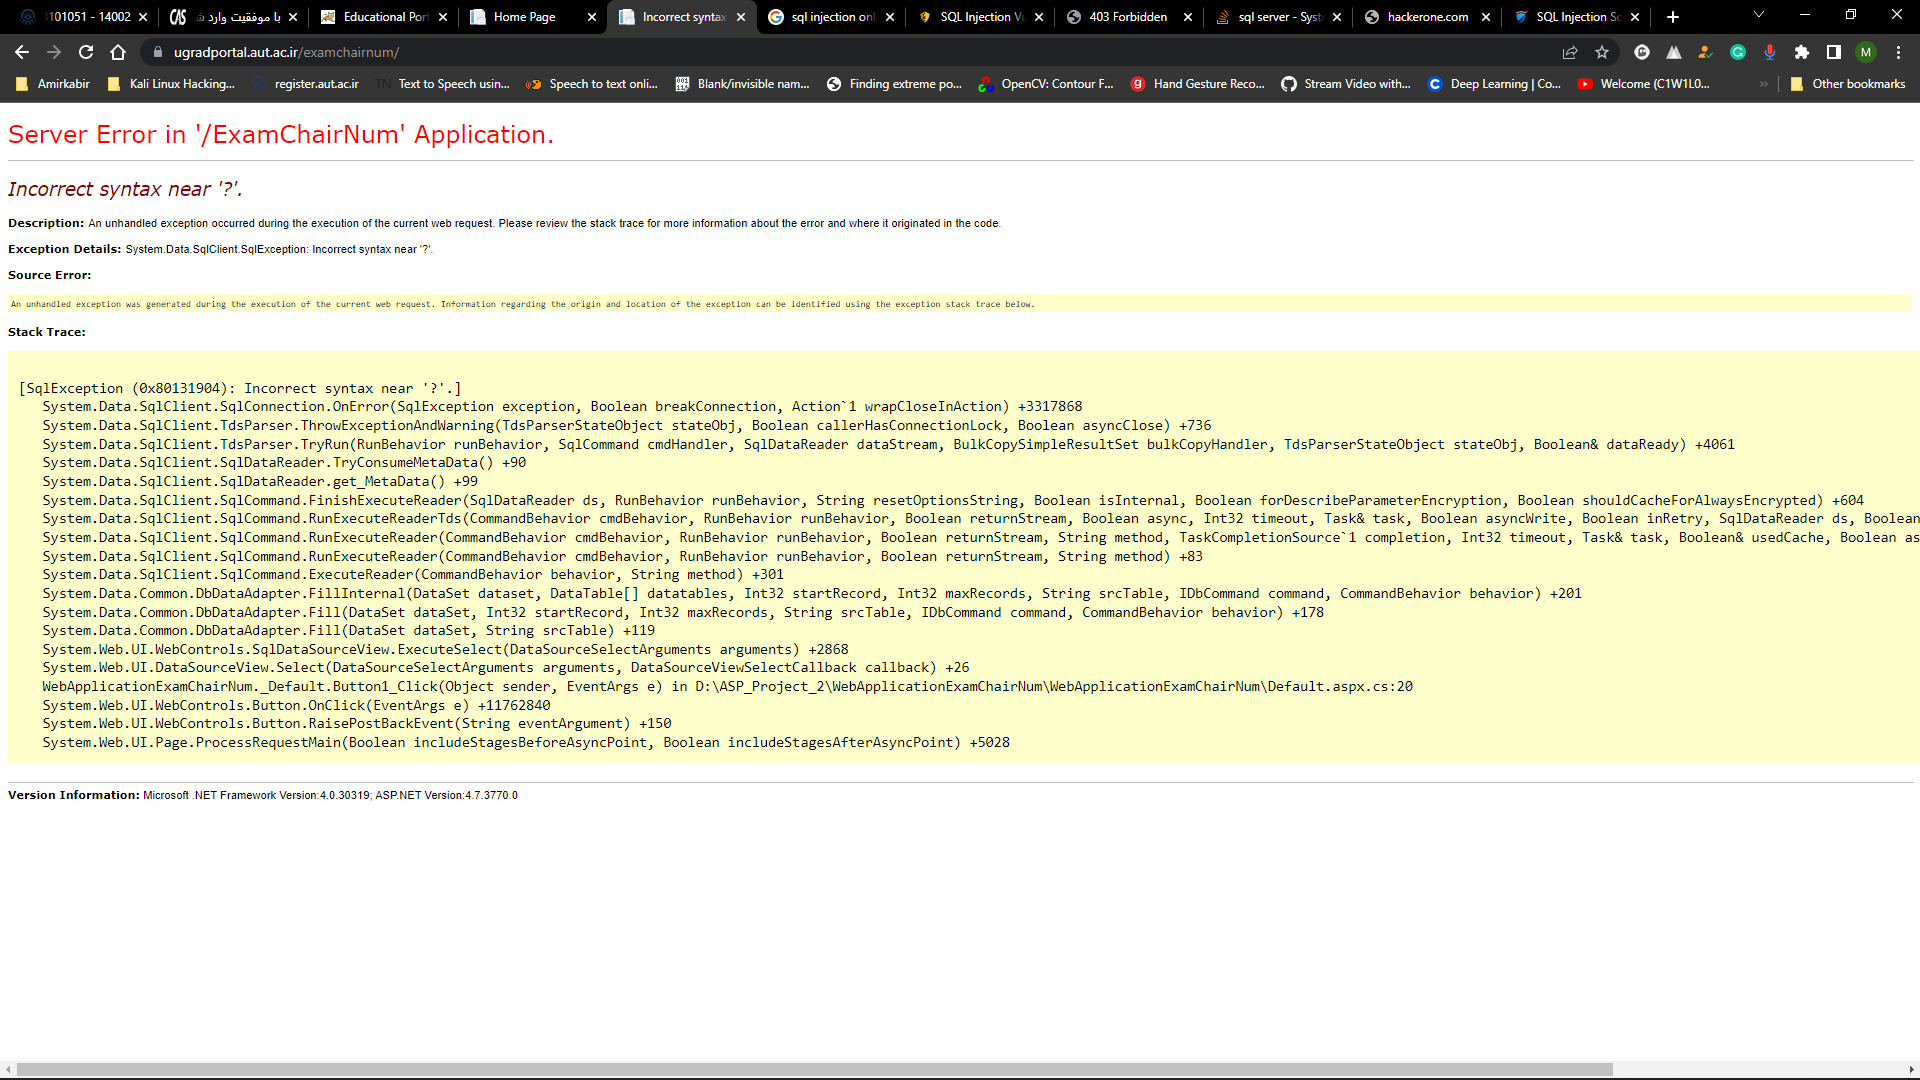 101051 - 14002
CAS با موفقیت وارد ش
Educational Por
Home Page
Incorrect syntax
sql injection onl
SQL Injection Vu
403 Forbidden
sql server - Syst
hackerone.com
SQL Injection Sc
ugradportal.aut.ac.ir/examchairnum/
M
Amirkabir
Kali Linux Hacking...
register.aut.ac.ir
TN Text to Speech usin...
Speech to text onli...
Blank/invisible nam...
Finding extreme po...
OpenCV: Contour F...
Hand Gesture Reco...
Stream Video with...
Deep Learning | Co...
Welcome (C1W1L0...
»
Other bookmarks
Server Error in '/ExamChairNum' Application.
Incorrect syntax near '?'.
Description: An unhandled exception occurred during the execution of the current web request. Please review the stack trace for more information about the error and where it originated in the code.
Exception Details: System.Data.SqlClient.SqlException: Incorrect syntax near '?'.
Source Error:
An unhandled exception was generated during the execution of the current web request. Information regarding the origin and location of the exception can be identified using the exception stack trace below.
Stack Trace:
[SqlException (0x80131904): Incorrect syntax near '?'.]
System.Data.SqlClient.SqlConnection.OnError(SqlException exception, Boolean breakConnection, Action`1 wrapCloseInAction) +3317868
System.Data.SqlClient.TdsParser.ThrowExceptionAndWarning(TdsParserStateObject stateObj, Boolean callerHasConnectionLock, Boolean asyncClose) +736
System.Data.SqlClient.TdsParser.TryRun(RunBehavior runBehavior, SqlCommand cmdHandler, SqlDataReader dataStream, BulkCopySimpleResultSet bulkCopyHandler, TdsParserStateObject stateObj, Boolean& dataReady) +4061
System.Data.SqlClient.SqlDataReader.TryConsumeMetaData() +90
System.Data.SqlClient.SqlDataReader.get_MetaData() +99
System.Data.SqlClient.SqlCommand.FinishExecuteReader(SqlDataReader ds, RunBehavior runBehavior, String resetOptionsString, Boolean isInternal, Boolean forDescribeParameterEncryption, Boolean shouldCacheForAlwaysEncrypted) +604
System.Data.SqlClient.SqlCommand.RunExecuteReaderTds(CommandBehavior cmdBehavior, RunBehavior runBehavior, Boolean returnStream, Boolean async, Int32 timeout, Task& task, Boolean asyncWrite, Boolean inRetry, SqlDataReader ds, Boolean
System.Data.SqlClient.SqlCommand.RunExecuteReader(CommandBehavior cmdBehavior, RunBehavior runBehavior, Boolean returnStream, String method, TaskCompletionSource`1 completion, Int32 timeout, Task& task, Boolean& usedCache, Boolean as
System.Data.SqlClient.SqlCommand.RunExecuteReader(CommandBehavior cmdBehavior, RunBehavior runBehavior, Boolean returnStream, String method) +83
System.Data.SqlClient.SqlCommand.ExecuteReader(CommandBehavior behavior, String method) +301
System.Data.Common.DbDataAdapter.FillInternal(DataSet dataset, DataTable[] datatables, Int32 startRecord, Int32 maxRecords, String srcTable, IDbCommand command, CommandBehavior behavior) +201
System.Data.Common.DbDataAdapter.Fill(DataSet dataSet, Int32 startRecord, Int32 maxRecords, String srcTable, IDbCommand command, CommandBehavior behavior) +178
System.Data.Common.DbDataAdapter.Fill(DataSet dataSet, String srcTable) +119
System.Web.UI.WebControls.SqlDataSourceView.ExecuteSelect(DataSourceSelectArguments arguments) +2868
System.Web.UI.DataSourceView.Select(DataSourceSelectArguments arguments, DataSourceViewSelectCallback callback) +26
WebApplicationExamChairNum._Default.Button1_Click(Object sender, EventArgs e) in D:\ASP_Project_2\WebApplicationExamChairNum\WebApplicationExamChairNum\Default.aspx.cs:20
System.Web.UI.WebControls.Button.OnClick(EventArgs e) +11762840
System.Web.UI.WebControls.Button.RaisePostBackEvent(String eventArgument) +150
System.Web.UI.Page.ProcessRequestMain(Boolean includeStagesBeforeAsyncPoint, Boolean includeStagesAfterAsyncPoint) +5028
Version Information: Microsoft .NET Framework Version:4.0.30319; ASP.NET Version:4.7.3770.0